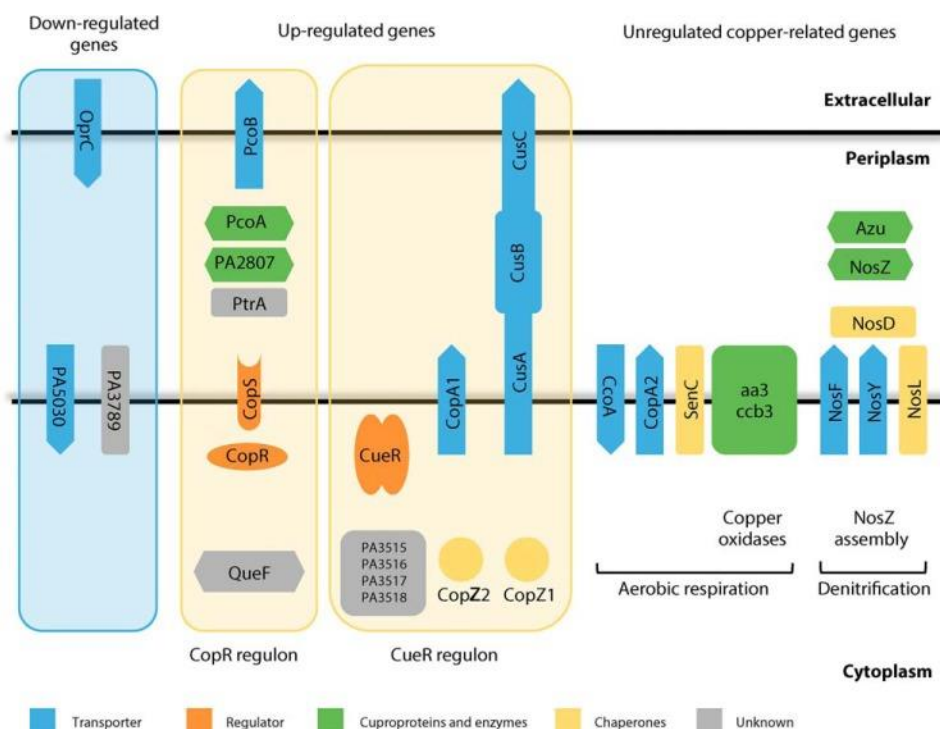 Down-regulated
genes
Up-regulated genes
Unregulated copper-related genes
Extracellular
Periplasm
OprC
PcoB
CusC
PcoA
PA2807
PtrA
CusB
Azu
NosZ
NosD
PA5030
PA3789
CopS
CopR
CueR
CopA1
CusA
CcoA
CopA2
SenC
aa3
ccb3
NosF
NosY
NosL
QueF
PA3515
PA3516
PA3517
PA3518
CopZ2
CopZ1
Copper
oxidases
NosZ
assembly
Aerobic respiration
Denitrification
CopR regulon
CueR regulon
Cytoplasm
Transporter
Regulator
Cuproproteins and enzymes
Chaperones
Unknown